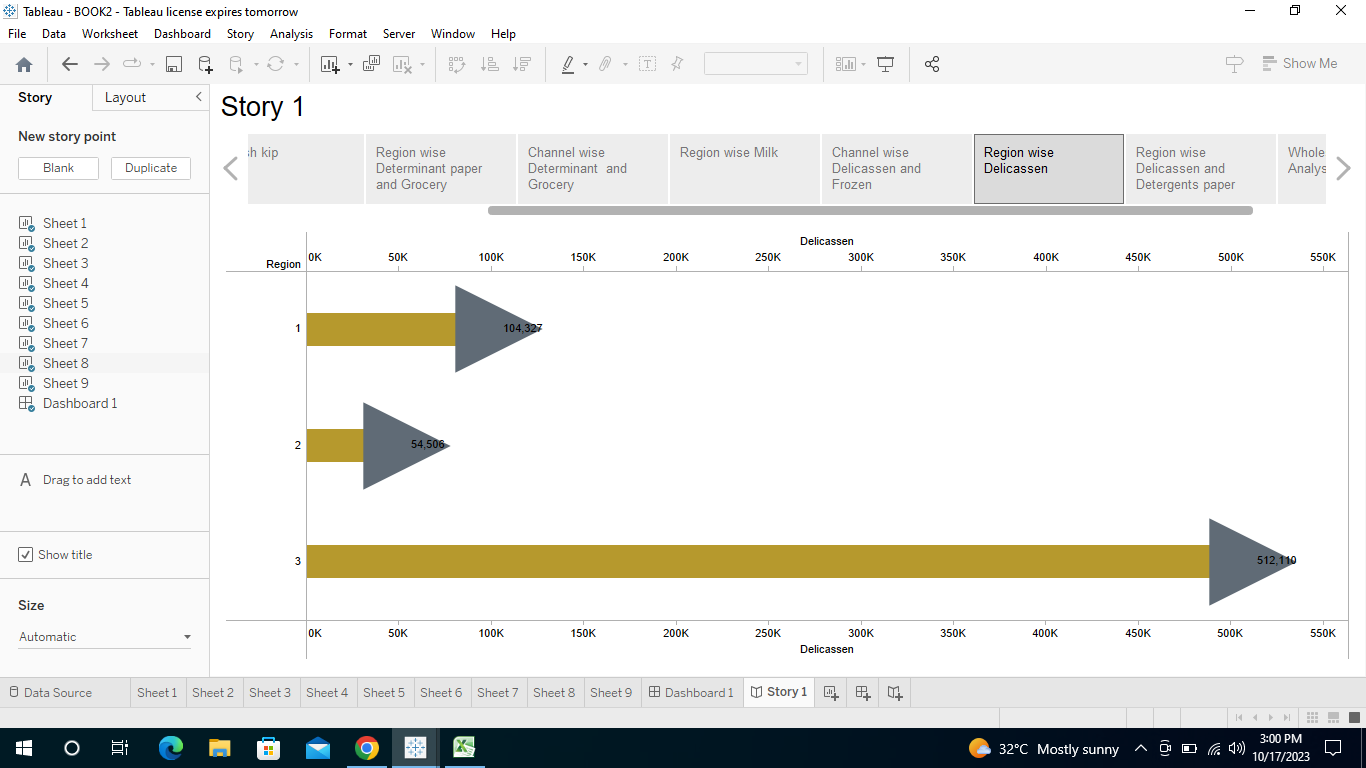 Tableau - BOOK2 - Tableau license expires tomorrow
File Data Worksheet Dashboard Story Analysis Format Server Window Help
Show Me
Story Layout
Story 1
New story point
Blank Duplicate
kip
Region wise
Determinant paper
and Grocery
Channel wise
Determinant and
Grocery
Region wise Milk
Channel wise
Delicassen and
Frozen
Region wise
Delicassen
Region wise
Delicassen and
Detergents paper
Whole
Analys
Sheet 1
Sheet 2
Sheet 3
Sheet 4
Sheet 5
Sheet 6
Sheet 7
Sheet 8
Sheet 9
Dashboard 1
A Drag to add text
Show title
Size
Automatic
Delicassen
Region
0K 50K 100K 150K 200K 250K 300K 350K 400K 450K 500K 550K
1 104,327
2 54,506
3 512,110
0K 50K 100K 150K 200K 250K 300K 350K 400K 450K 500K 550K
Delicassen
Data Source Sheet 1 Sheet 2 Sheet 3 Sheet 4 Sheet 5 Sheet 6 Sheet 7 Sheet 8 Sheet 9 Dashboard 1 Story 1
32°C Mostly sunny
3:00 PM
10/17/2023